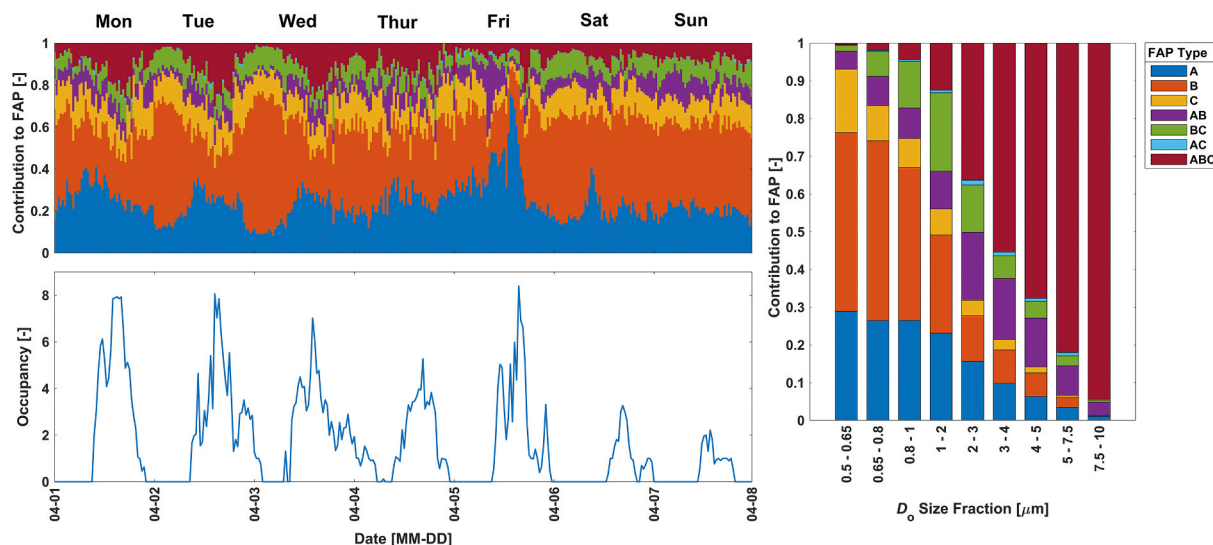 Mon Tue Wed Thur Fri Sat Sun
Contribution to FAP [-]
1
0.8
0.6
0.4
0.2
0
Occupancy [-]
8
6
4
2
0
04-01 04-02 04-03 04-04 04-05 04-06 04-07 04-08
Date [MM-DD]
Contribution to FAP [-]
1
0.9
0.8
0.7
0.6
0.5
0.4
0.3
0.2
0.1
0
0.5 - 0.65 0.65 - 0.8 0.8 - 1 1 - 2 2 - 3 3 - 4 4 - 5 5 - 7.5 7.5 - 10
Do Size Fraction [μm]
FAP Type
A
B
C
AB
BC
AC
ABC